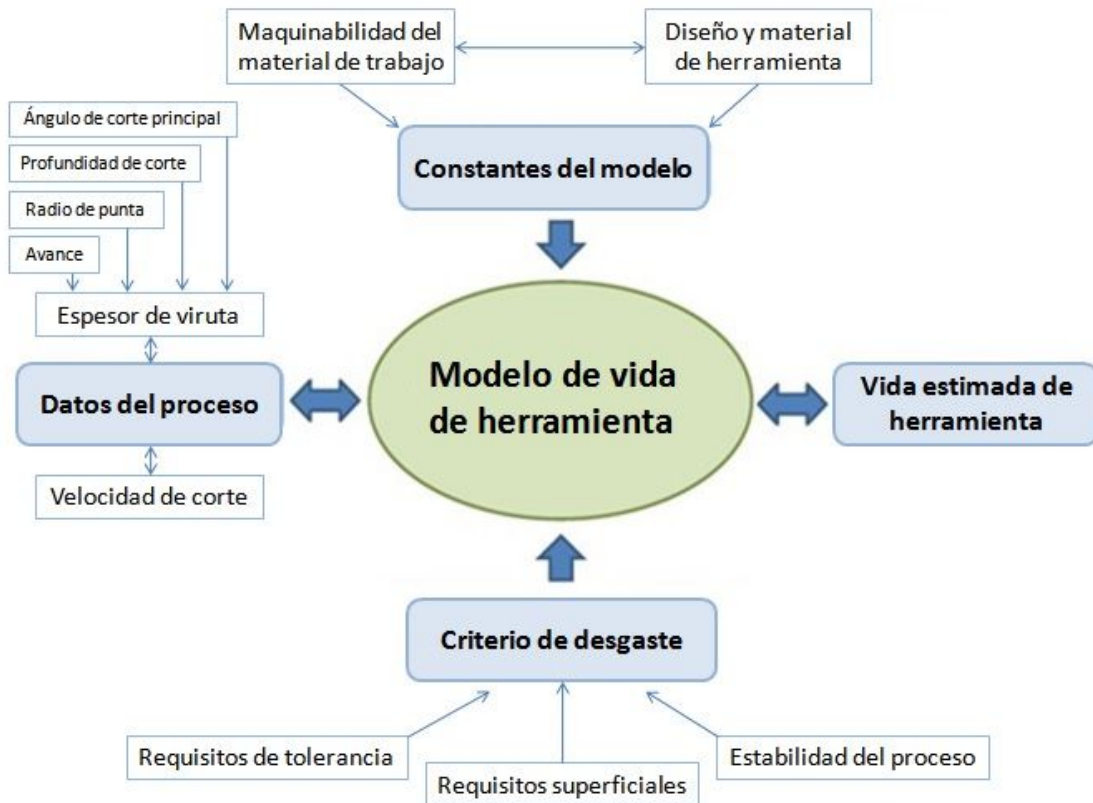 Maquinabilidad del
material de trabajo
Diseño y material
de herramienta
Ángulo de corte principal
Profundidad de corte
Radio de punta
Avance
Constantes del modelo
Espesor de viruta
Datos del proceso
Velocidad de corte
Modelo de vida
de herramienta
Vida estimada de
herramienta
Criterio de desgaste
Requisitos de tolerancia
Requisitos superficiales
Estabilidad del proceso